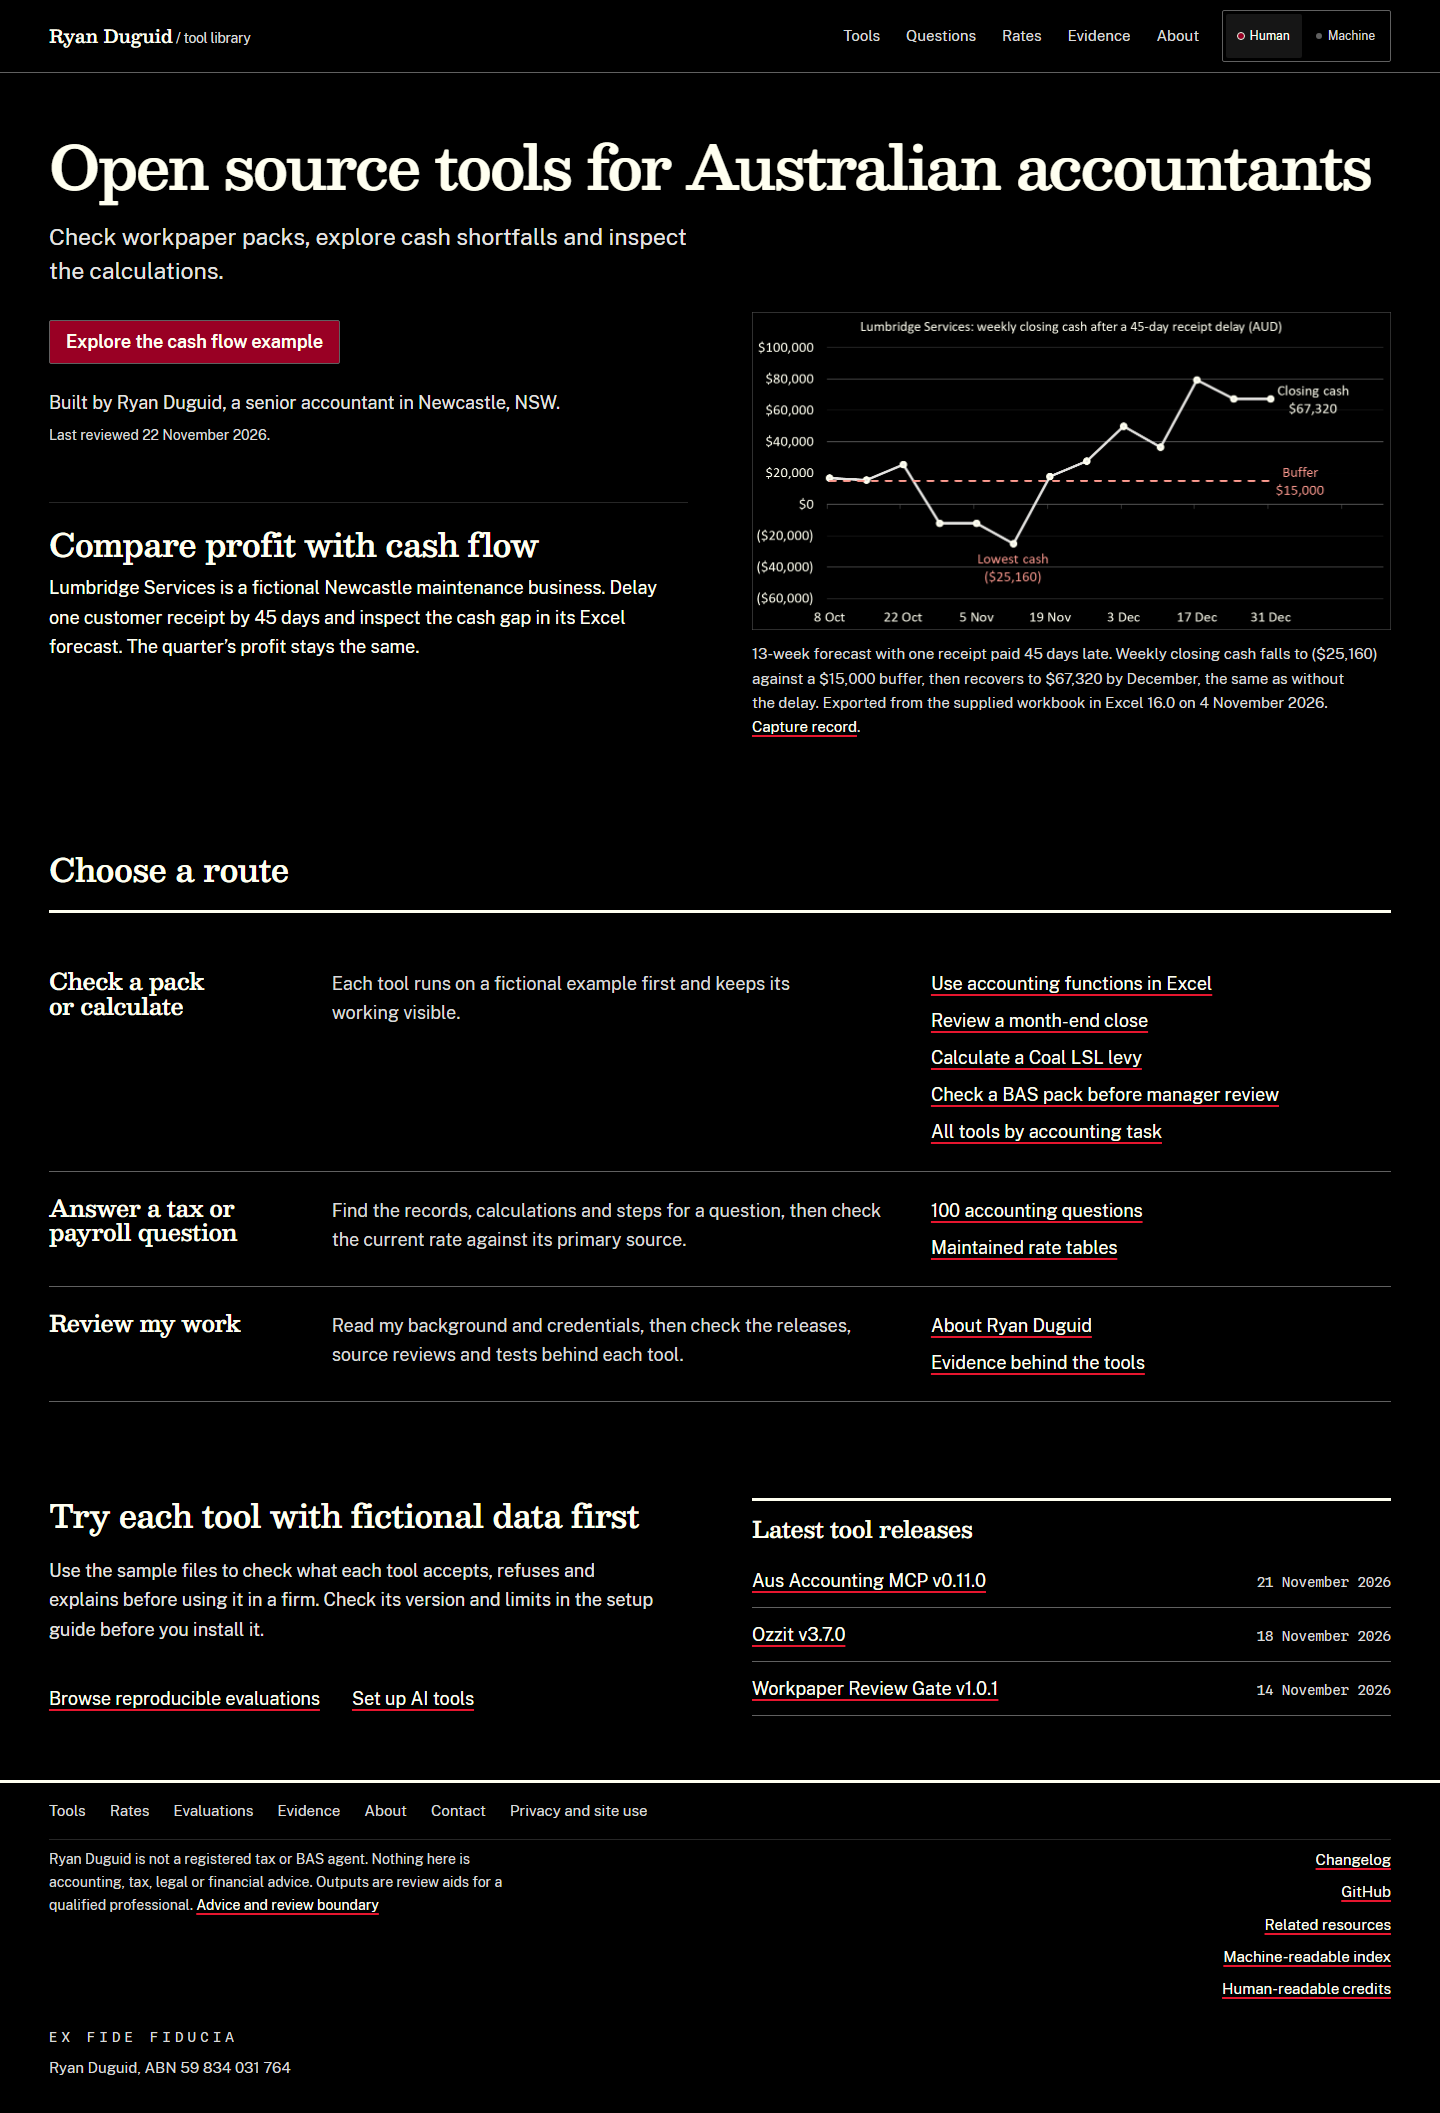 Ryan Duguid / tool library
Tools Questions Rates Evidence About Human Machine
Open source tools for Australian accountants
Check workpaper packs, explore cash shortfalls and inspect
the calculations.
Explore the cash flow example
Built by Ryan Duguid, a senior accountant in Newcastle, NSW.
Last reviewed 22 November 2026.
Compare profit with cash flow
Lumbridge Services is a fictional Newcastle maintenance business. Delay
one customer receipt by 45 days and inspect the cash gap in its Excel
forecast. The quarter’s profit stays the same.
Lumbridge Services: weekly closing cash after a 45-day receipt delay (AUD)
$100,000
$80,000
$60,000
$40,000
$20,000
$0
($20,000)
($40,000)
($60,000)
Closing cash
$67,320
Buffer
$15,000
Lowest cash
($25,160)
8 Oct 22 Oct 5 Nov 19 Nov 3 Dec 17 Dec 31 Dec
13-week forecast with one receipt paid 45 days late. Weekly closing cash falls to ($25,160)
against a $15,000 buffer, then recovers to $67,320 by December, the same as without
the delay. Exported from the supplied workbook in Excel 16.0 on 4 November 2026.
Capture record.
Choose a route
Check a pack
or calculate
Each tool runs on a fictional example first and keeps its
working visible.
Use accounting functions in Excel
Review a month-end close
Calculate a Coal LSL levy
Check a BAS pack before manager review
All tools by accounting task
Answer a tax or
payroll question
Find the records, calculations and steps for a question, then check
the current rate against its primary source.
100 accounting questions
Maintained rate tables
Review my work
Read my background and credentials, then check the releases,
source reviews and tests behind each tool.
About Ryan Duguid
Evidence behind the tools
Try each tool with fictional data first
Use the sample files to check what each tool accepts, refuses and
explains before using it in a firm. Check its version and limits in the setup
guide before you install it.
Browse reproducible evaluations Set up AI tools
Latest tool releases
Aus Accounting MCP v0.11.0 21 November 2026
Ozzit v3.7.0 18 November 2026
Workpaper Review Gate v1.0.1 14 November 2026
Tools Rates Evaluations Evidence About Contact Privacy and site use
Ryan Duguid is not a registered tax or BAS agent. Nothing here is
accounting, tax, legal or financial advice. Outputs are review aids for a
qualified professional. Advice and review boundary
Changelog
GitHub
Related resources
Machine-readable index
Human-readable credits
EX FIDE FIDUCIA
Ryan Duguid, ABN 59 834 031 764